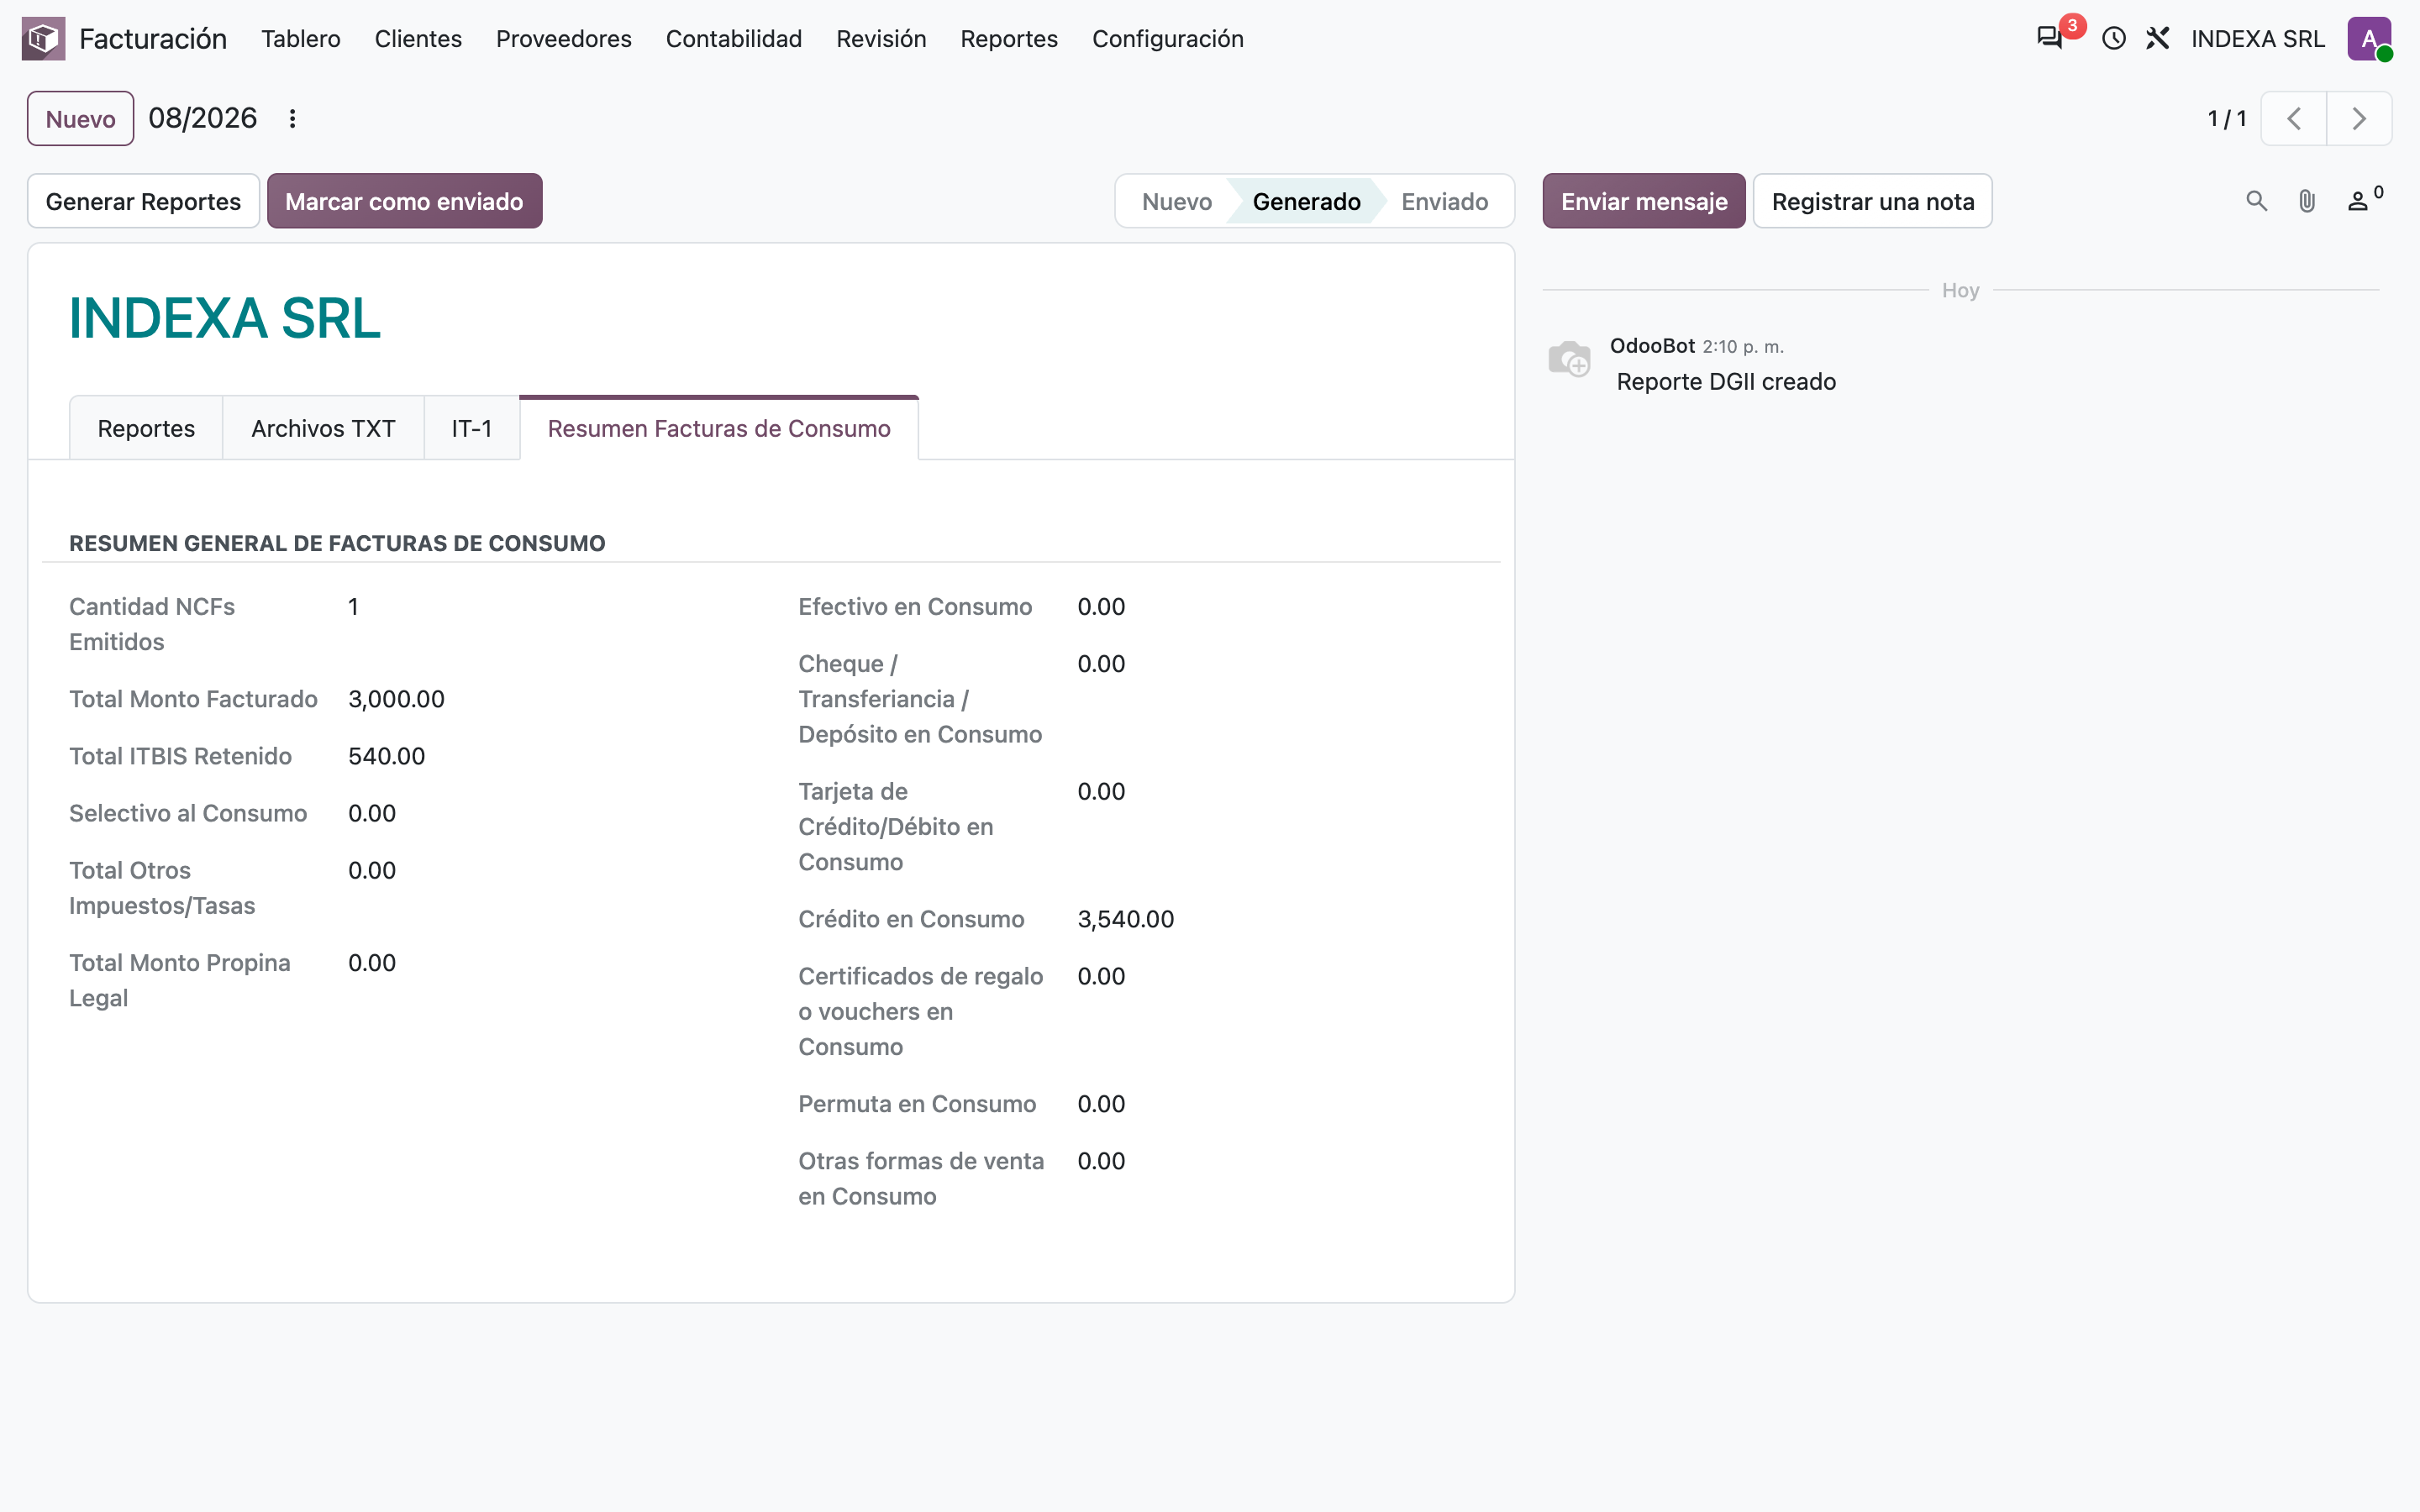 Facturación Tablero Clientes Proveedores Contabilidad Revisión Reportes Configuración 3 INDEXA SRL A
Nuevo 08/2026 1 / 1
Generar Reportes Marcar como enviado Nuevo Generado Enviado Enviar mensaje Registrar una nota 0
INDEXA SRL
Hoy
OdooBot 2:10 p. m.
Reporte DGII creado
Reportes Archivos TXT IT-1 Resumen Facturas de Consumo
RESUMEN GENERAL DE FACTURAS DE CONSUMO
Cantidad NCFs 1
Emitidos
Total Monto Facturado 3,000.00
Total ITBIS Retenido 540.00
Selectivo al Consumo 0.00
Total Otros 0.00
Impuestos/Tasas
Total Monto Propina 0.00
Legal
Efectivo en Consumo 0.00
Cheque / 0.00
Transferiancia /
Depósito en Consumo
Tarjeta de 0.00
Crédito/Débito en
Consumo
Crédito en Consumo 3,540.00
Certificados de regalo 0.00
o vouchers en
Consumo
Permuta en Consumo 0.00
Otras formas de venta 0.00
en Consumo